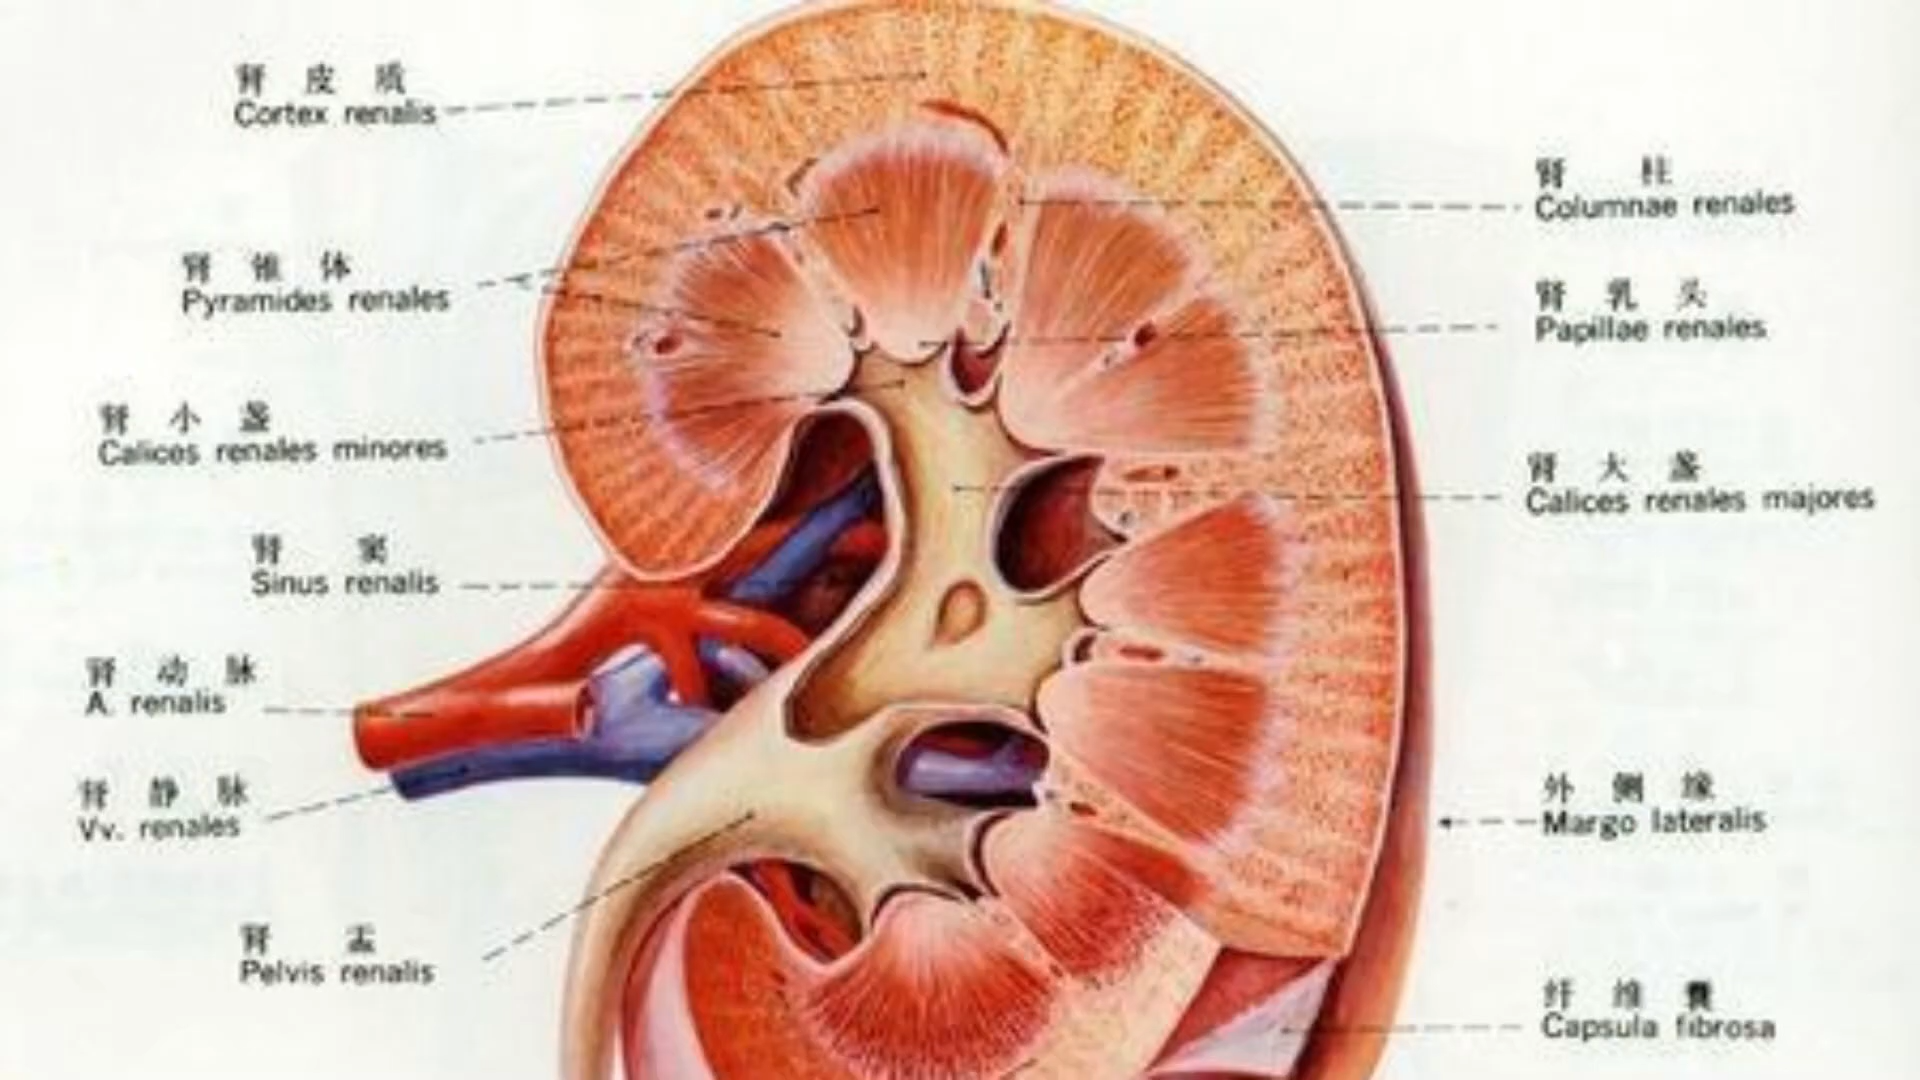 肾皮质
Cortex renalis
肾锥体
Pyramides renales
肾小盏
Calices renales minores
肾窦
Sinus renalis
肾动脉
A. renalis
肾静脉
Vv. renales
肾盂
Pelvis renalis
肾柱
Columnae renales
肾乳头
Papillae renales
肾大盏
Calices renales majores
外侧缘
Margo lateralis
纤维囊
Capsula fibrosa